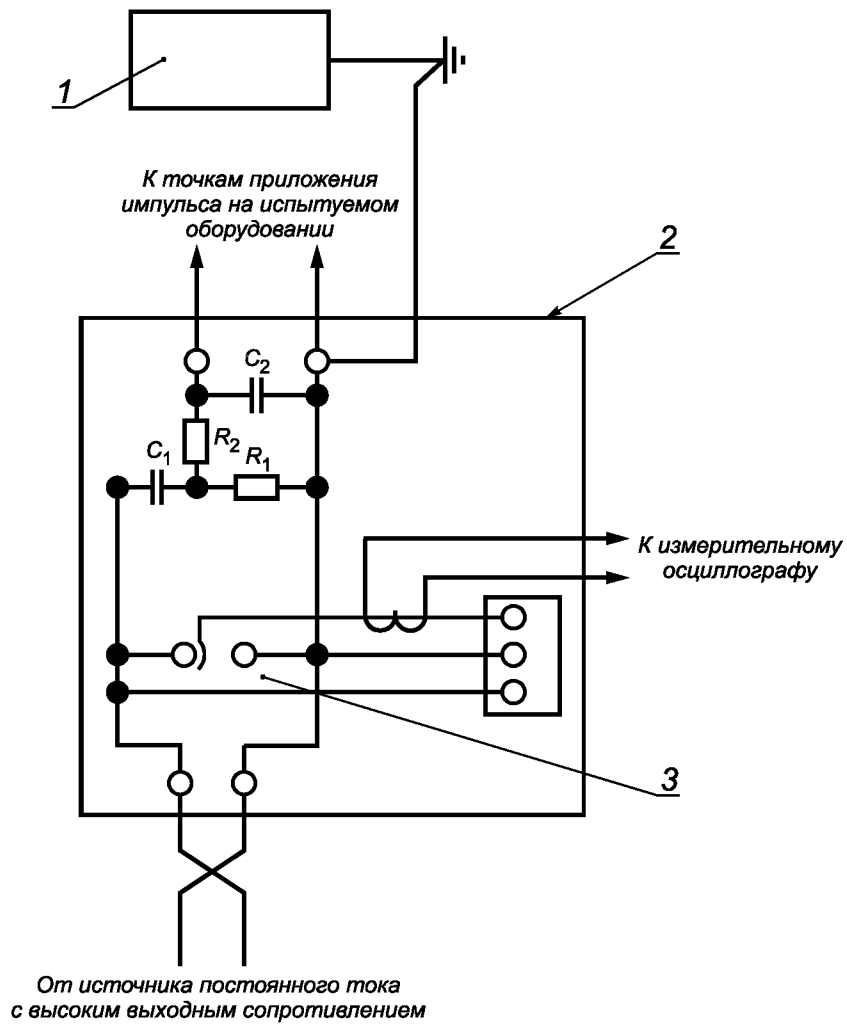 1
К точкам приложения
импульса на испытуемом
оборудовании
2
C2
R2
C1
R1
К измерительному
осциллографу
3
От источника постоянного тока
с высоким выходным сопротивлением